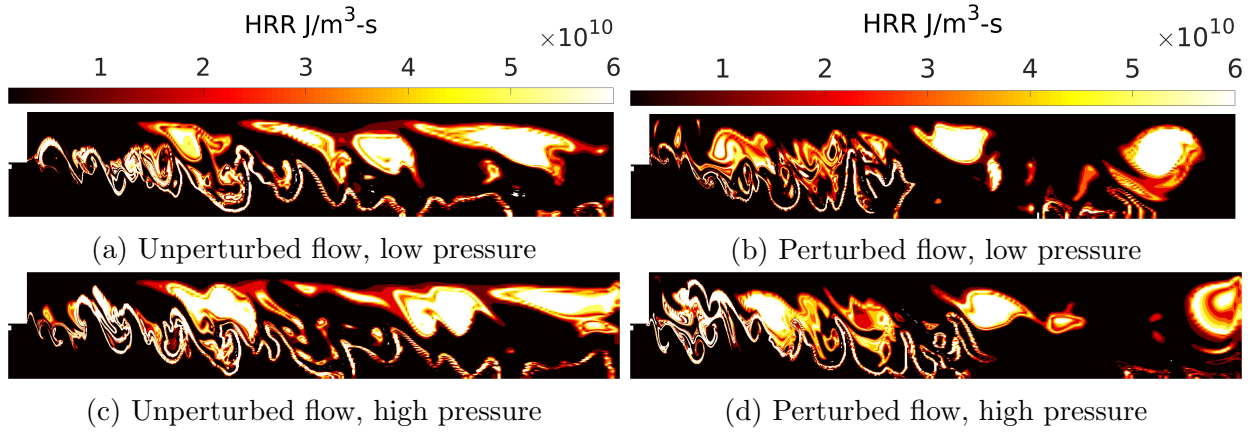 HRR J/m³-s
×10¹⁰
1 2 3 4 5 6
HRR J/m³-s
×10¹⁰
1 2 3 4 5 6
(a) Unperturbed flow, low pressure
(b) Perturbed flow, low pressure
(c) Unperturbed flow, high pressure
(d) Perturbed flow, high pressure